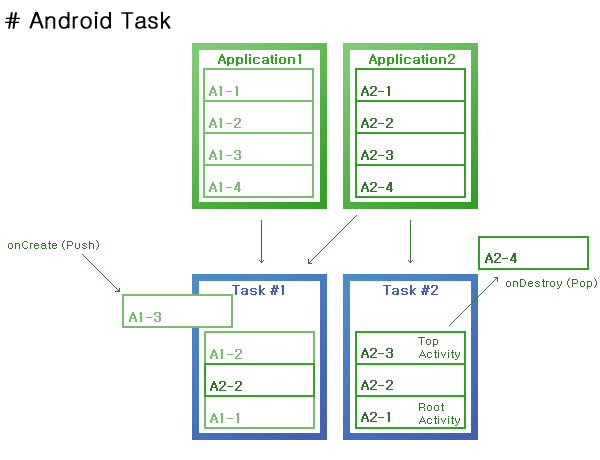 # Android Task
Application1
A1-1
A1-2
A1-3
A1-4
Application2
A2-1
A2-2
A2-3
A2-4
onCreate (Push)
A2-4
onDestroy (Pop)
Task #1
A1-3
A1-2
A2-2
A1-1
Task #2
A2-3
Top
Activity
A2-2
A2-1
Root
Activity